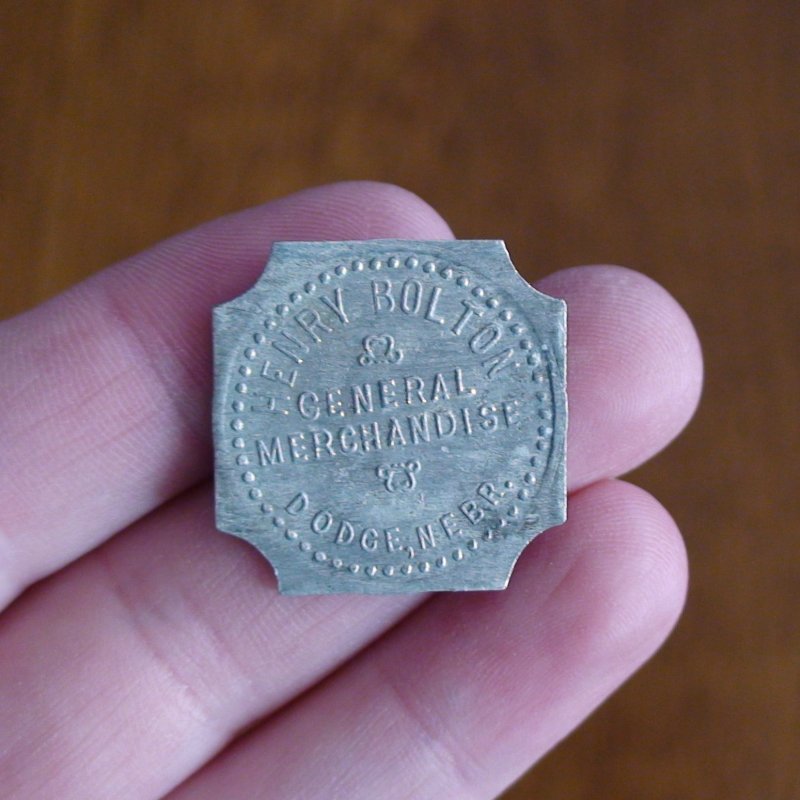 HENRY BOLTON
GENERAL
MERCHANDISE
DODGE, NEBR.